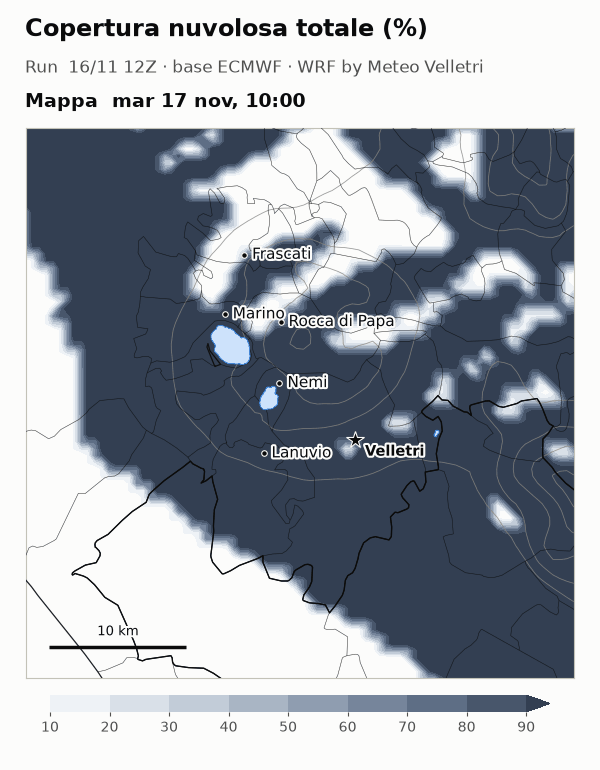 Copertura nuvolosa totale (%)
Run 16/11 12Z · base ECMWF · WRF by Meteo Velletri
Mappa mar 17 nov, 10:00
Frascati
Marino
Rocca di Papa
Nemi
Velletri
Lanuvio
10 km
10 20 30 40 50 60 70 80 90